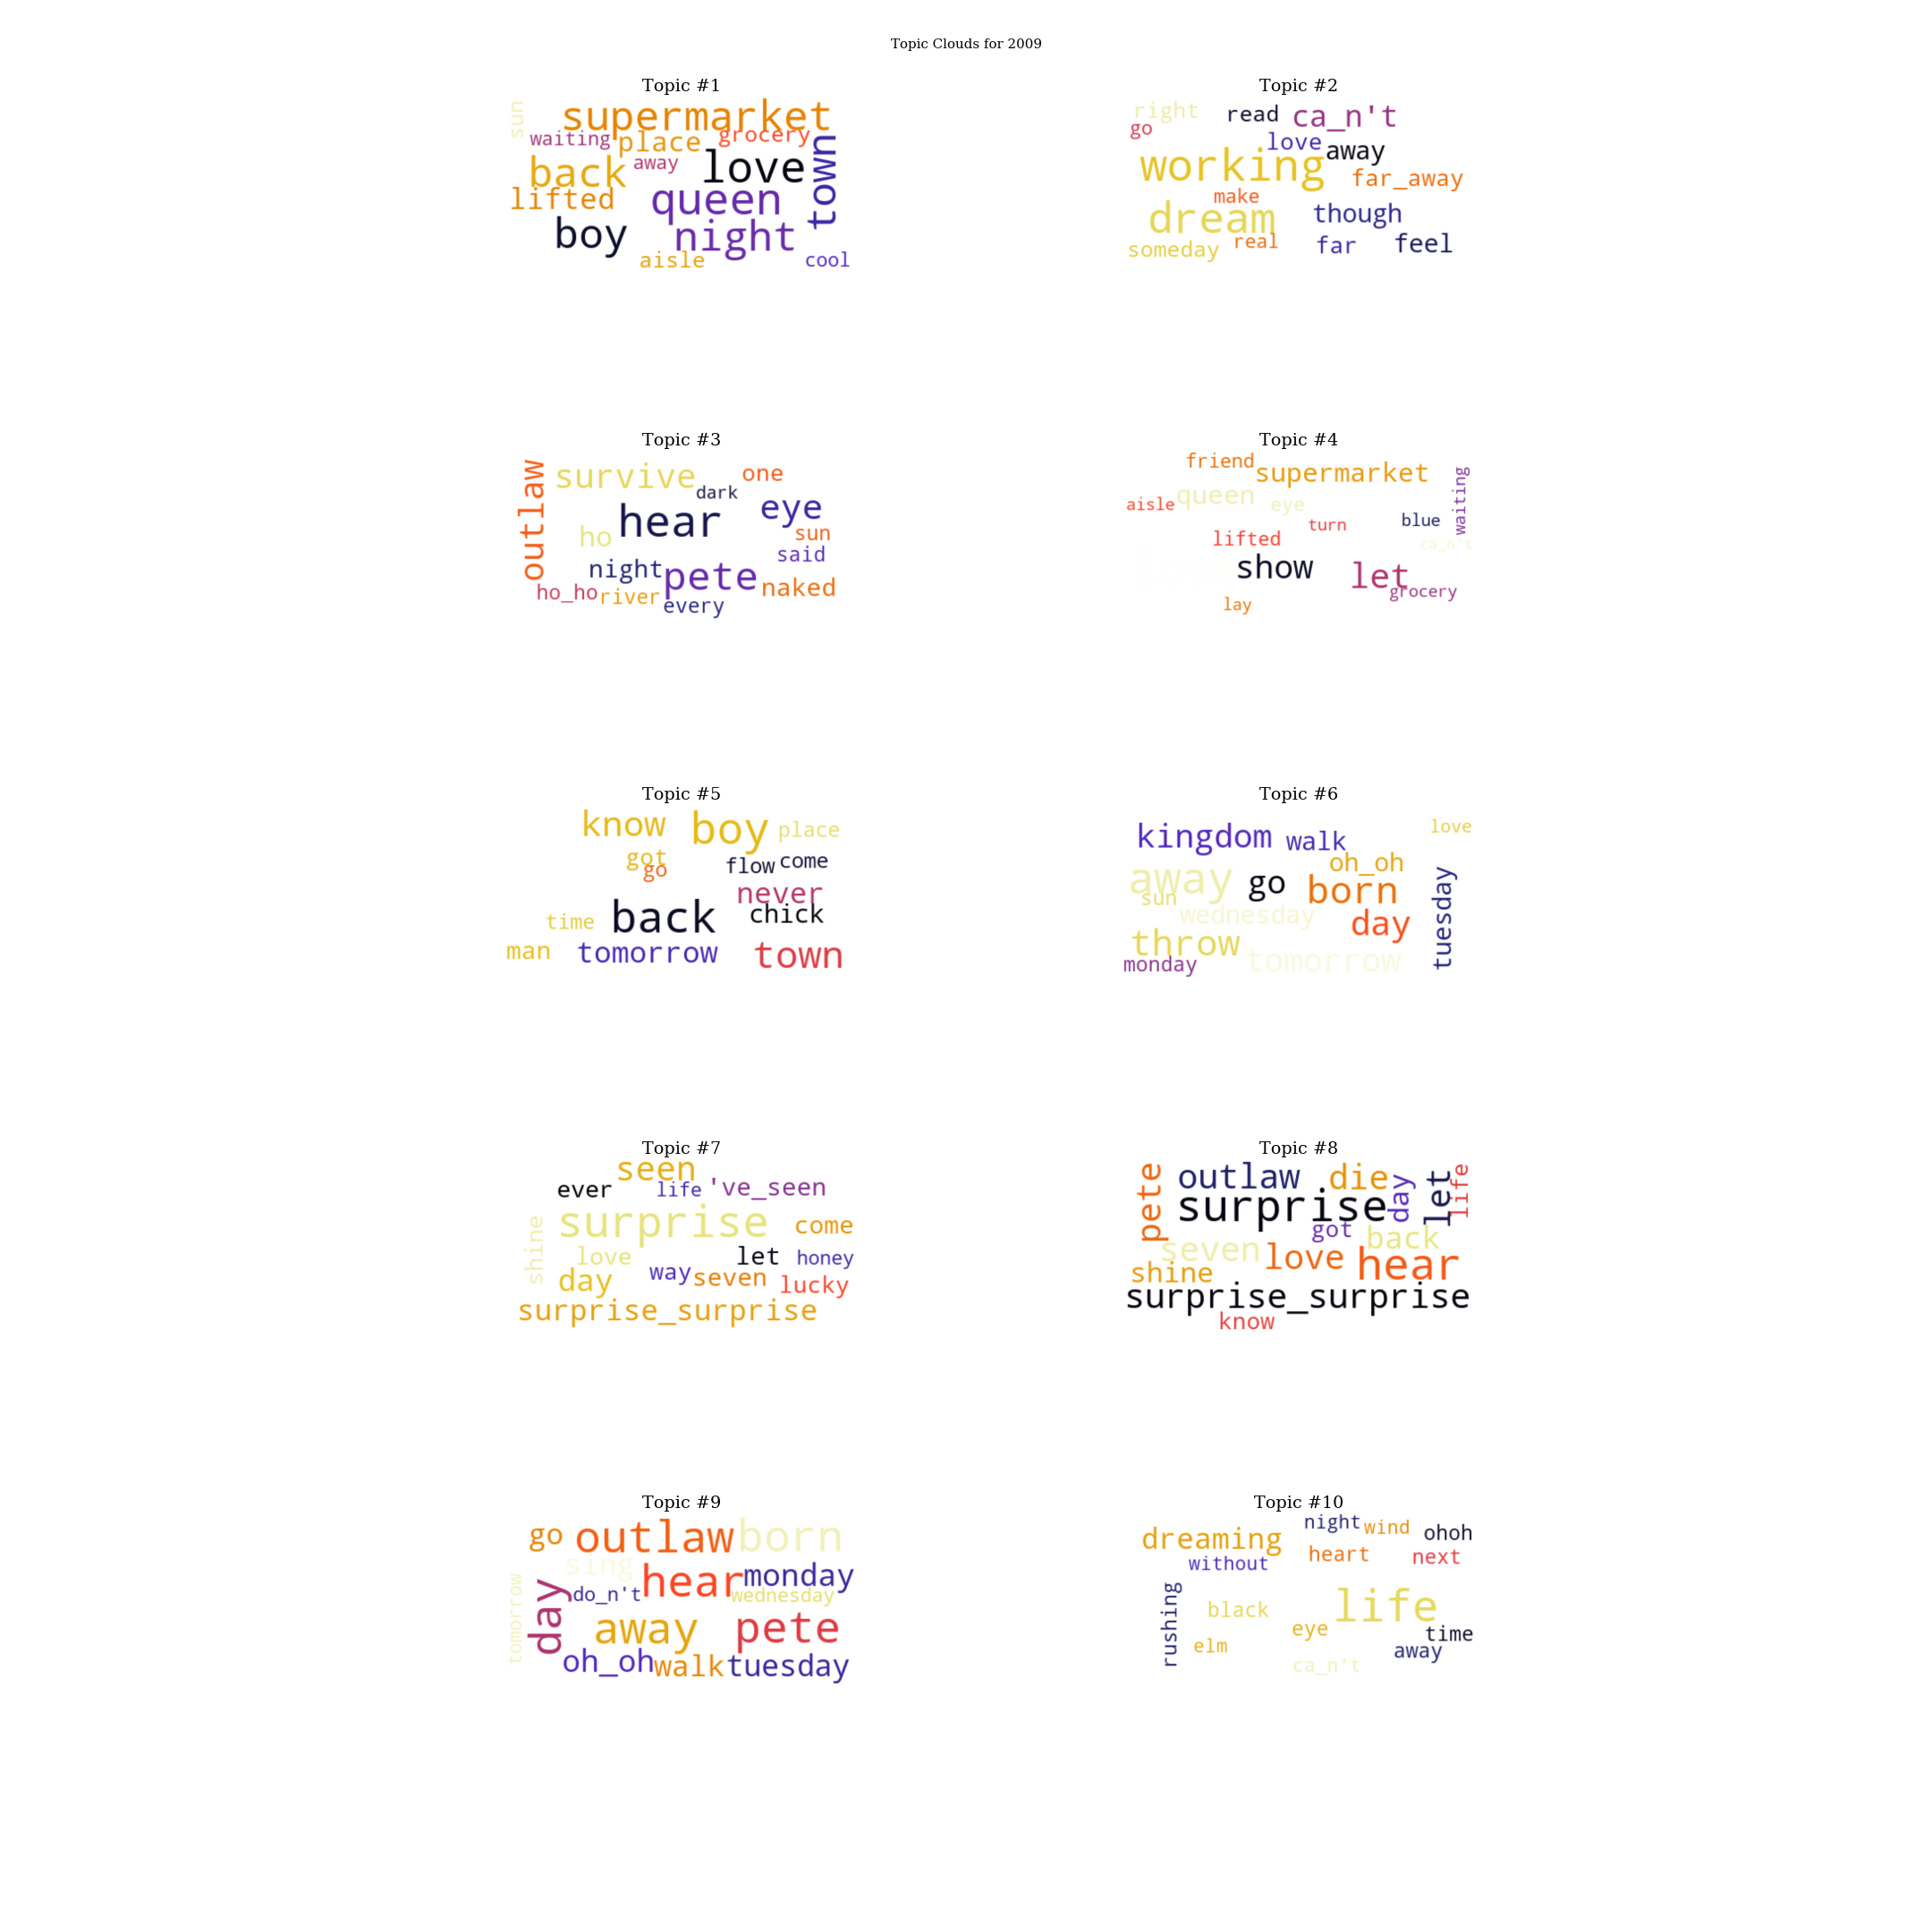 Topic Clouds for 2009
Topic #1
sun
supermarket
waiting
place
grocery
town
back
away
love
lifted
queen
boy
night
aisle
cool
Topic #2
right
read
ca_n't
go
love
away
working
far_away
make
dream
though
someday
real
far
feel
Topic #3
outlaw
survive
one
dark
hear
eye
ho
sun
said
night
pete
naked
ho_ho
river
every
Topic #4
friend
supermarket
waiting
aisle
queen
eye
turn
blue
lifted
ca_n't
show
let
grocery
lay
Topic #5
know
boy
place
got
go
flow
come
never
back
chick
time
man
tomorrow
town
Topic #6
kingdom
walk
love
away
go
oh_oh
born
tuesday
sun
wednesday
day
throw
monday
tomorrow
Topic #7
seen
ever
life
've_seen
surprise
come
shine
love
let
honey
day
way
seven
lucky
surprise_surprise
Topic #8
pete
outlaw
die
day
let
life
surprise
got
back
seven
love
hear
shine
surprise_surprise
know
Topic #9
go
outlaw
born
sing
hear
monday
tomorrow
day
do_n't
wednesday
away
pete
oh_oh
walk
tuesday
Topic #10
dreaming
night
wind
ohoh
without
heart
next
rushing
black
life
eye
time
elm
away
ca_n't